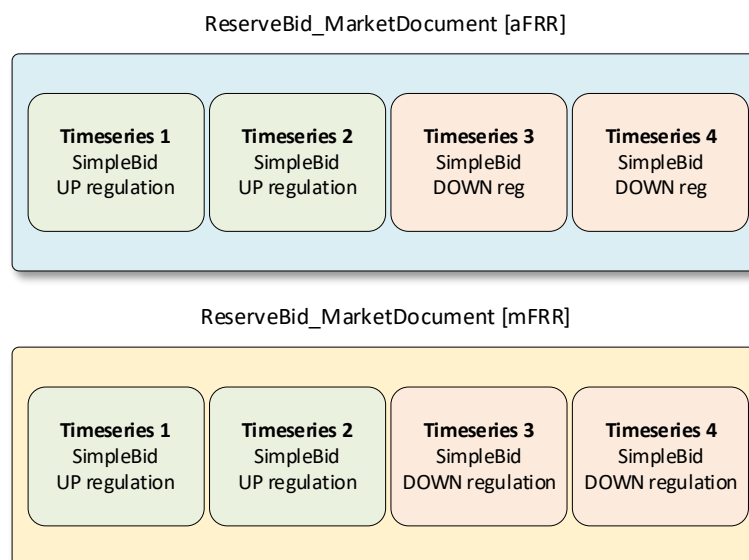 ReserveBid_MarketDocument [aFRR]
Timeseries 1
SimpleBid
UP regulation
Timeseries 2
SimpleBid
UP regulation
Timeseries 3
SimpleBid
DOWN reg
Timeseries 4
SimpleBid
DOWN reg
ReserveBid_MarketDocument [mFRR]
Timeseries 1
SimpleBid
UP regulation
Timeseries 2
SimpleBid
UP regulation
Timeseries 3
SimpleBid
DOWN regulation
Timeseries 4
SimpleBid
DOWN regulation